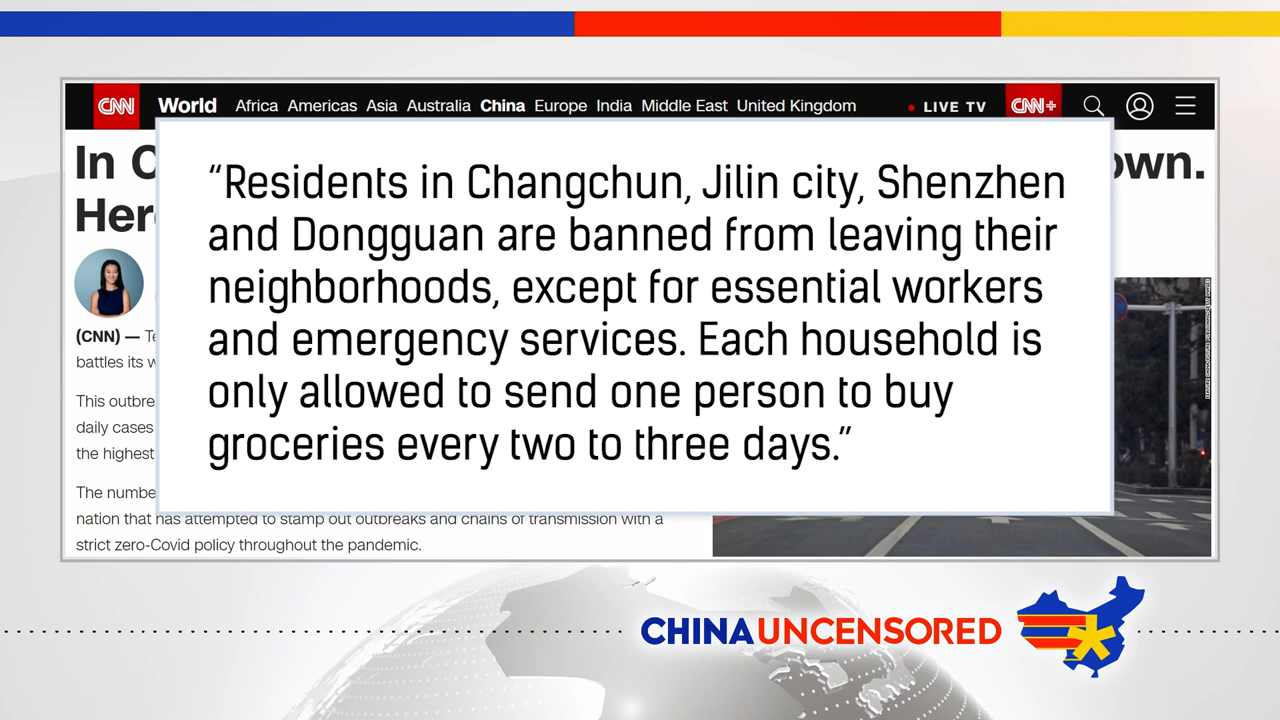 CNN World Africa Americas Asia Australia China Europe India Middle East United Kingdom LIVE TV CNN+
In own.
“Residents in Changchun, Jilin city, Shenzhen
and Dongguan are banned from leaving their
neighborhoods, except for essential workers
and emergency services. Each household is
only allowed to send one person to buy
groceries every two to three days.”
(CNN) —
battles its
This outbre
daily cases
the highest
The numbe
nation that has attempted to stamp out outbreaks and chains of transmission with a
strict zero-Covid policy throughout the pandemic.
CHINA UNCENSORED